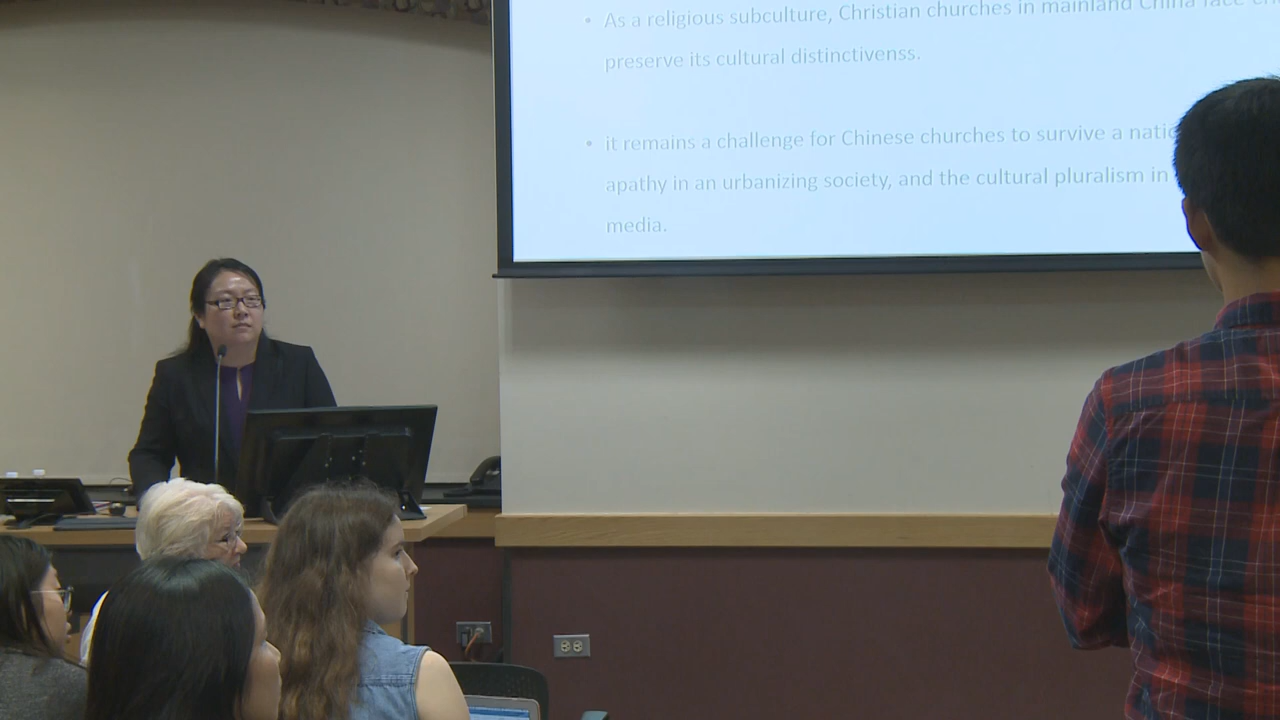 • As a religious subculture, Christian churches in mainland China face
preserve its cultural distinctivenss.
• it remains a challenge for Chinese churches to survive a
apathy in an urbanizing society, and the cultural pluralism in
media.